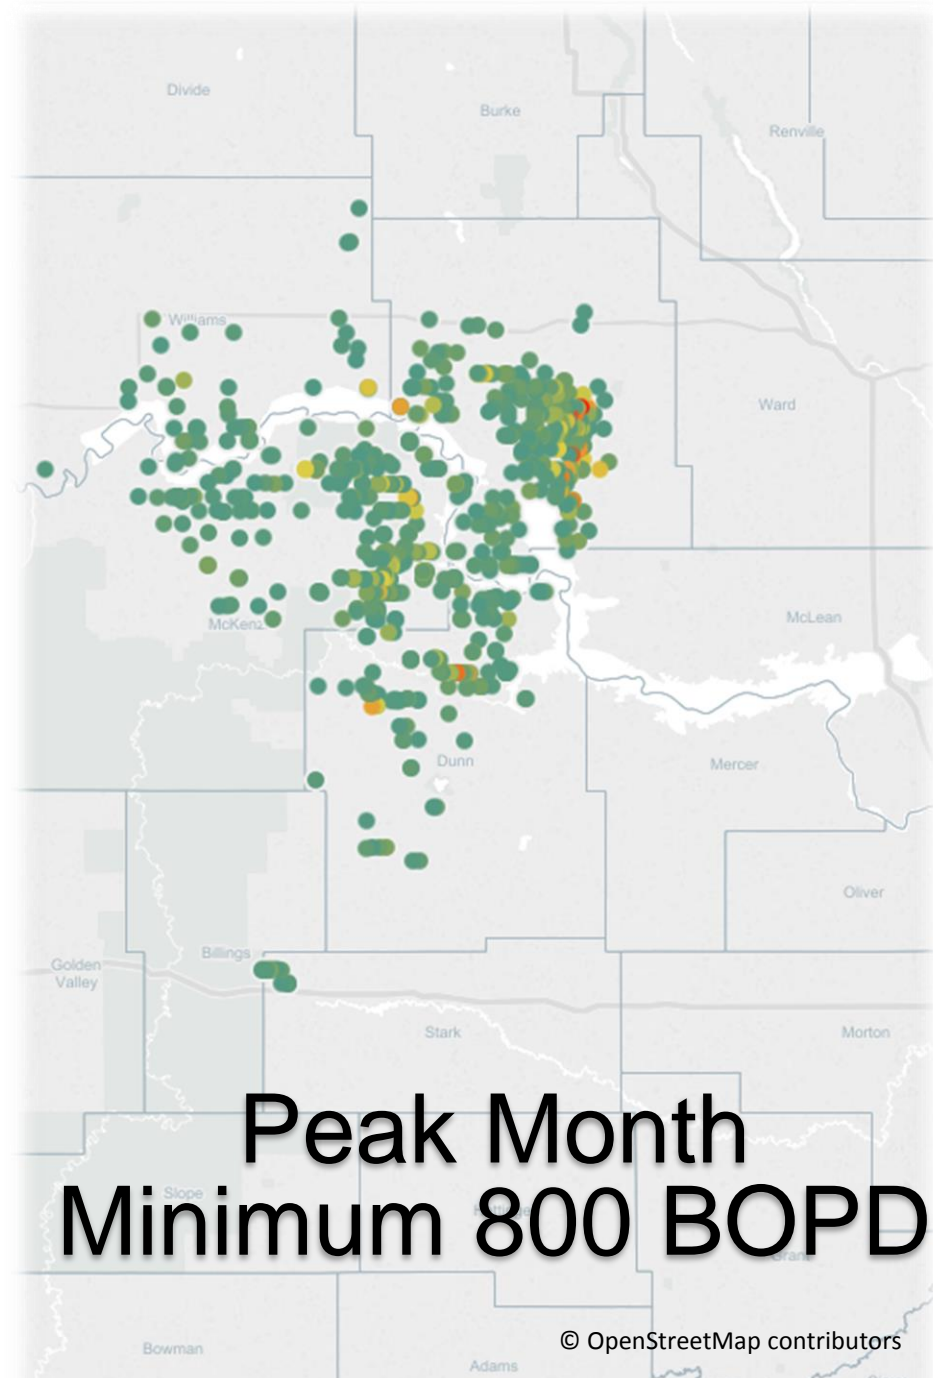 Divide
Burke
Renville
Williams
Ward
McLean
Dunn
Mercer
Oliver
Billings
Golden
Valley
Stark
Morton
Peak Month
Slope
Minimum 800 BOPD
Grant
© OpenStreetMap contributors
Bowman
Adams